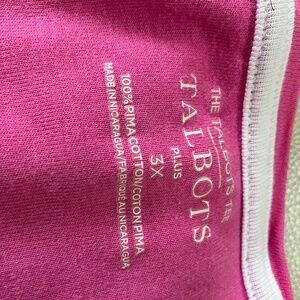 THE TALBOTS TEE
TALBOTS
PLUS
3X
100% PIMA COTTON/COTON PIMA
MADE IN NICARAGUA/FABRIQUÉ AU NICARAGUA